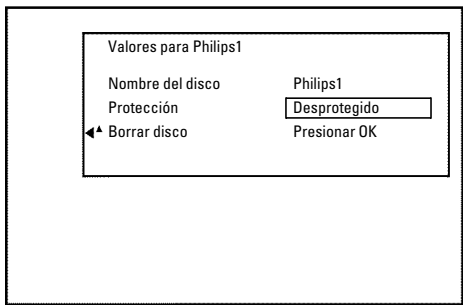 Valores para Philips1
Nombre del disco Philips1
Protección Desprotegido
Borrar disco Presionar OK